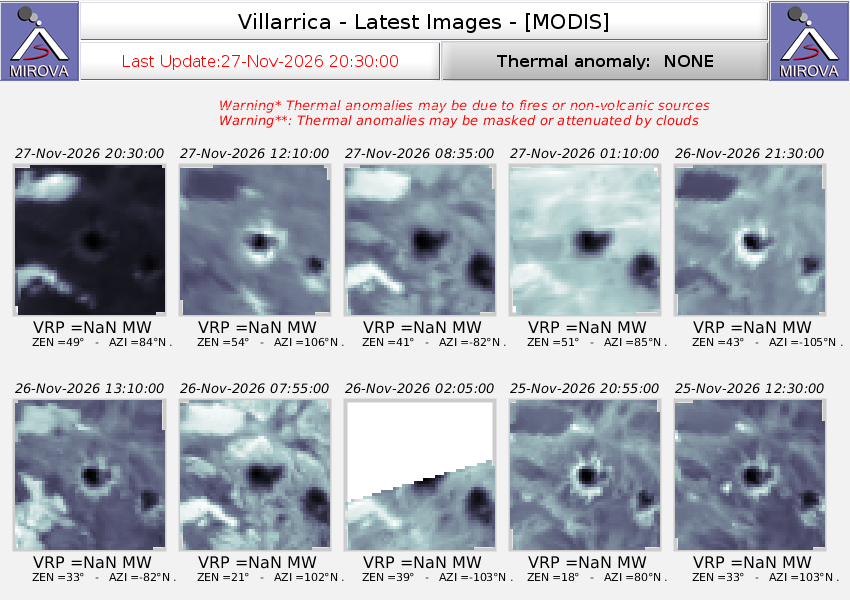 Villarrica - Latest Images - [MODIS]
MIROVA
Last Update:27-Nov-2026 20:30:00
Thermal anomaly: NONE
MIROVA
Warning* Thermal anomalies may be due to fires or non-volcanic sources
Warning**: Thermal anomalies may be masked or attenuated by clouds
27-Nov-2026 20:30:00
27-Nov-2026 12:10:00
27-Nov-2026 08:35:00
27-Nov-2026 01:10:00
26-Nov-2026 21:30:00
VRP =NaN MW
VRP =NaN MW
VRP =NaN MW
VRP =NaN MW
VRP =NaN MW
ZEN =49° - AZI =84°N .
ZEN =54° - AZI =106°N .
ZEN =41° - AZI =-82°N .
ZEN =51° - AZI =85°N .
ZEN =43° - AZI =-105°N .
26-Nov-2026 13:10:00
26-Nov-2026 07:55:00
26-Nov-2026 02:05:00
25-Nov-2026 20:55:00
25-Nov-2026 12:30:00
VRP =NaN MW
VRP =NaN MW
VRP =NaN MW
VRP =NaN MW
VRP =NaN MW
ZEN =33° - AZI =-82°N .
ZEN =21° - AZI =102°N .
ZEN =39° - AZI =-103°N .
ZEN =18° - AZI =80°N .
ZEN =33° - AZI =103°N .